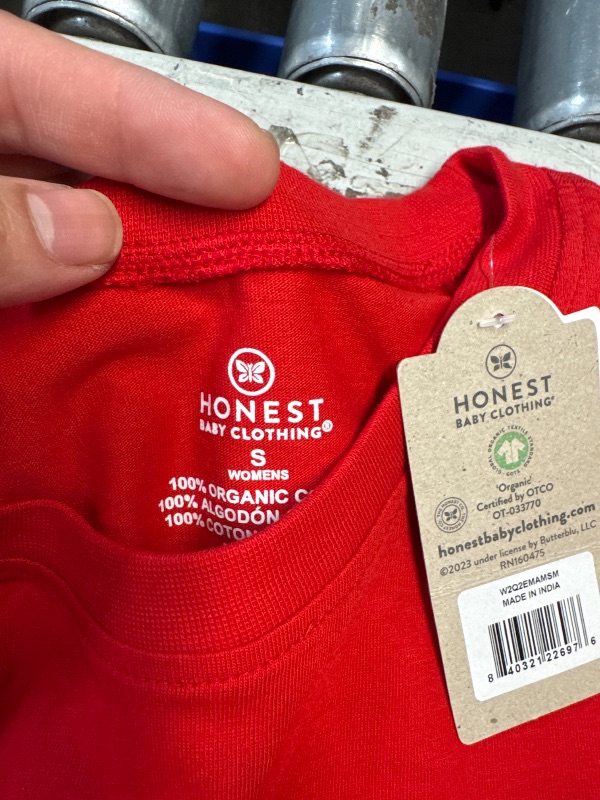 HONEST
BABY CLOTHING®
S
WOMENS
100% ORGANIC
100% ALGODÓN
100% COTON
HONEST
BABY CLOTHING®
'Organic'
Certified by OTCO
OT-033770
honestbabyclothing.com
©2023 under license by Butterblu, LLC
RN160475
W2Q2EMAMSM
MADE IN INDIA
8 40321 22697 6